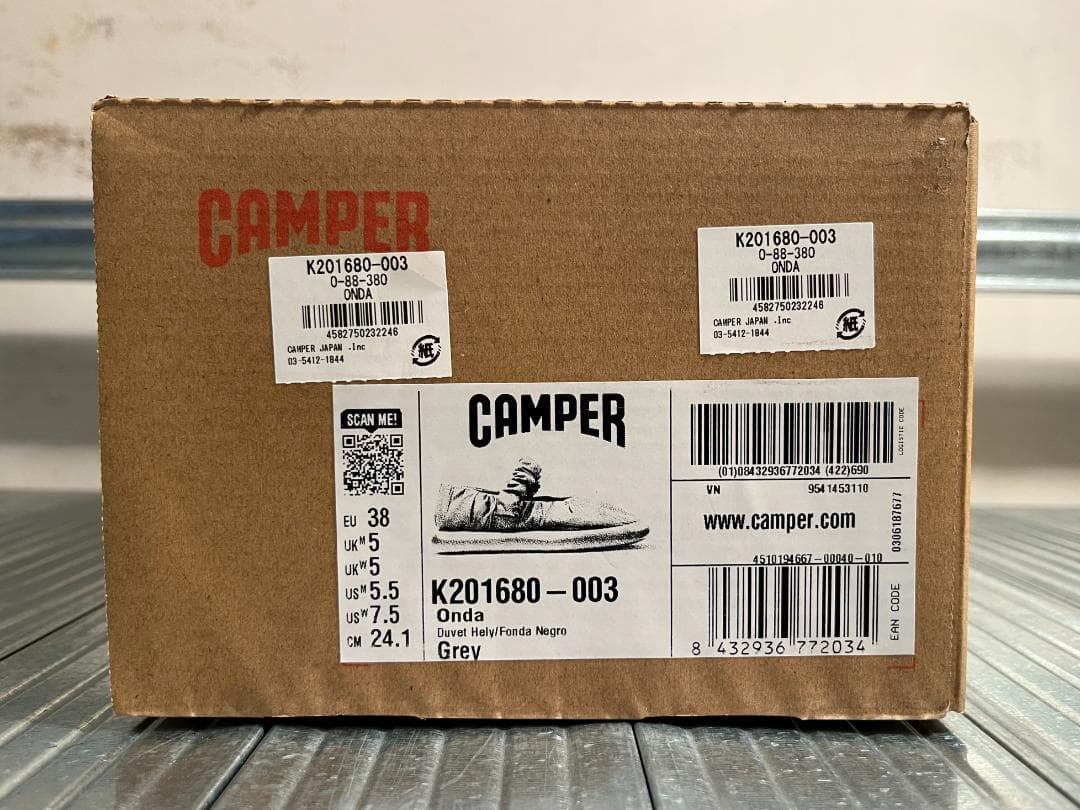 CAMPER
K201680-003
0-88-380
ONDA
4582750232246
CAMPER JAPAN .Inc
03-5412-1844
紙
K201680-003
0-88-380
ONDA
4582750232246
CAMPER JAPAN .Inc
03-5412-1844
紙
SCAN ME!
EU 38
UK M 5
UK W 5
US M 5.5
US W 7.5
CM 24.1
CAMPER
K201680-003
Onda
Duvet Hely/Fonda Negro
Grey
(01)08432936772034 (422)690
LOGISTIC CODE
VN 9541453110
www.camper.com
0306187677
4510194667-00040-010
8 432936 772034
EAN CODE